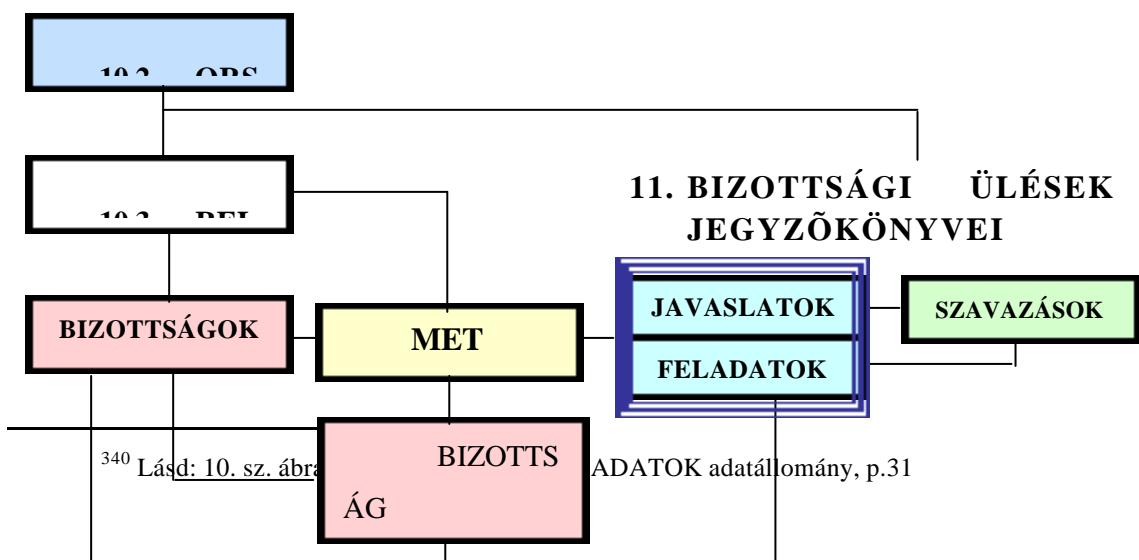 11. BIZOTTSÁGI ÜLÉSEK
JEGYZÕKÖNYVEI
BIZOTTSÁGOK
MET
JAVASLATOK
SZAVAZÁSOK
FELADATOK
BIZOTTS
ÁG
340 Lásd: 10. sz. ábra ADATOK adatállomány, p.31